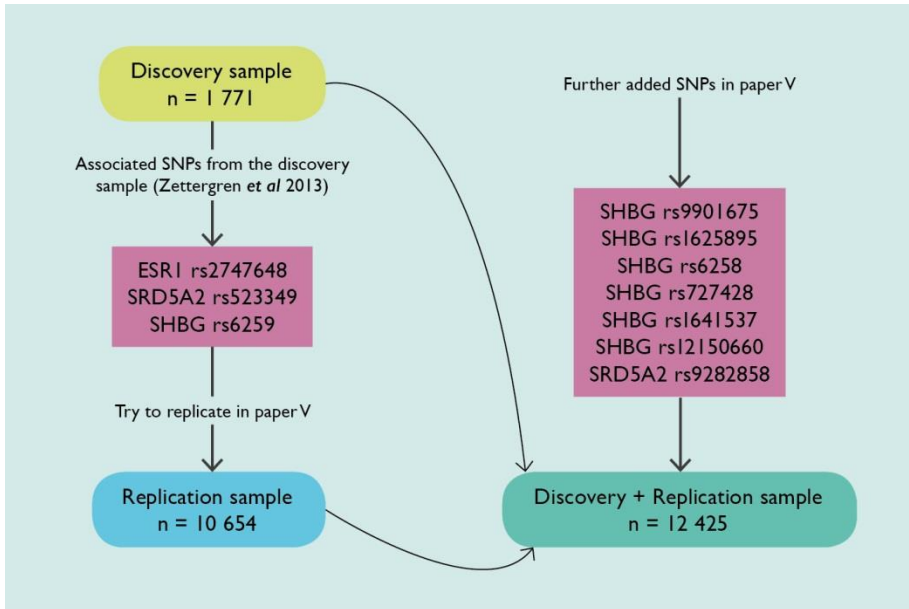 Discovery sample
n = 1 771
Associated SNPs from the discovery
sample (Zettergren et al 2013)
ESR1 rs2747648
SRD5A2 rs523349
SHBG rs6259
Try to replicate in paper V
Replication sample
n = 10 654
Further added SNPs in paper V
SHBG rs9901675
SHBG rs1625895
SHBG rs6258
SHBG rs727428
SHBG rs1641537
SHBG rs12150660
SRD5A2 rs9282858
Discovery + Replication sample
n = 12 425